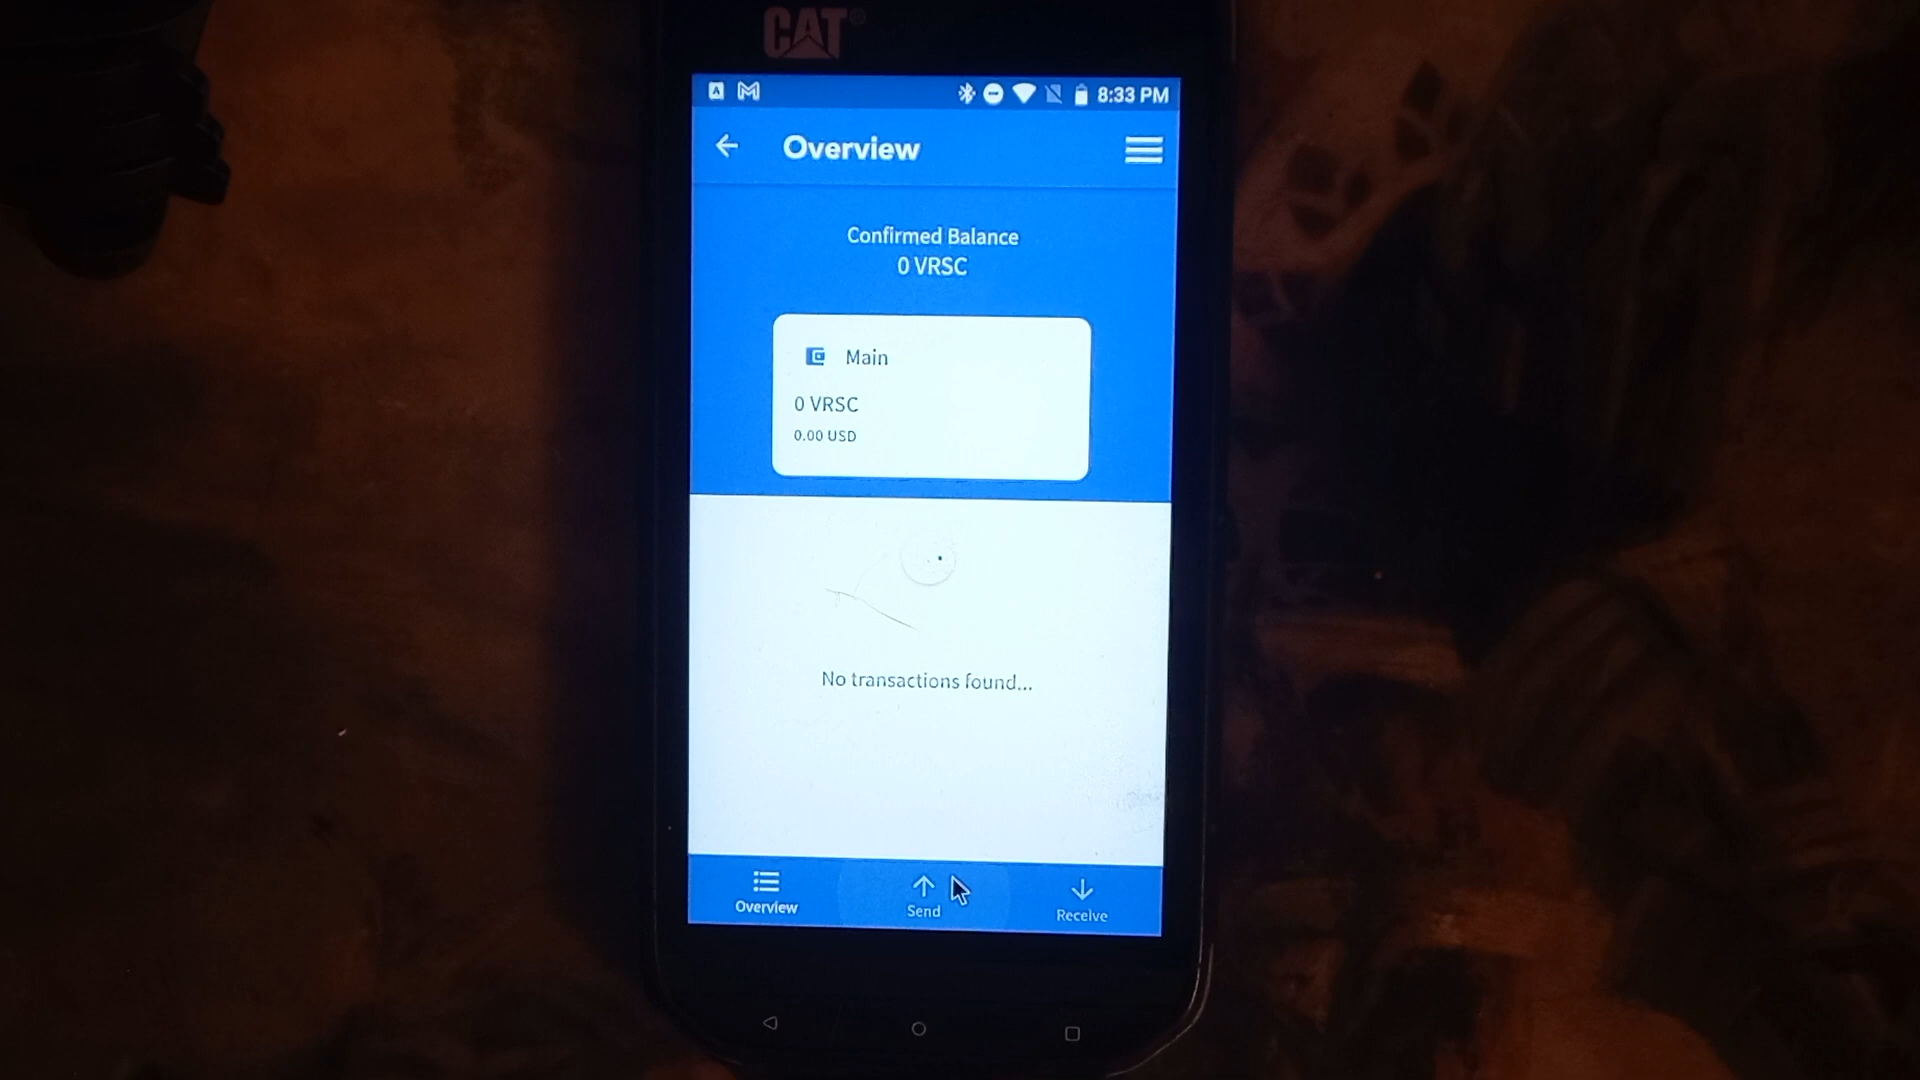 CAT®
8:33 PM
Overview
Confirmed Balance
0 VRSC
Main
0 VRSC
0.00 USD
No transactions found...
Overview
Send
Receive